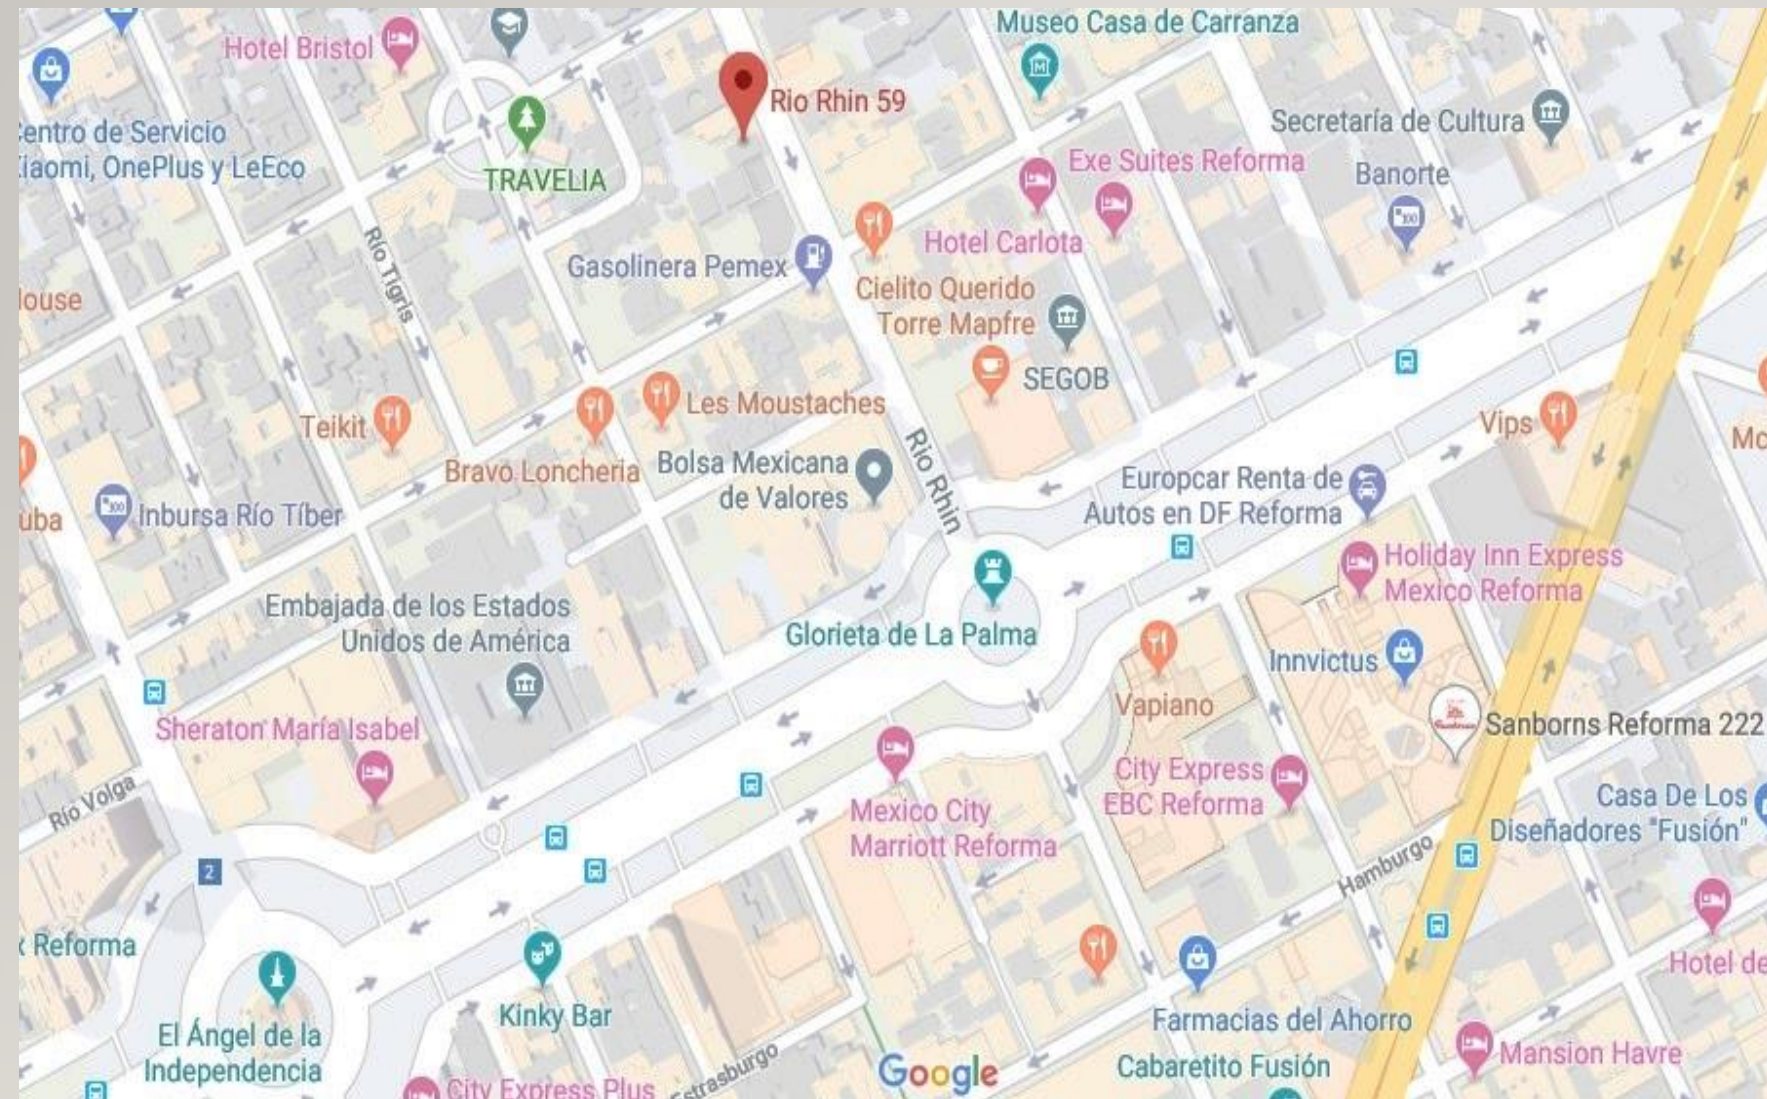 Museo Casa de Carranza
Hotel Bristol
Rio Rhin 59
entro de Servicio
iaomi, OnePlus y LeEco
Secretaría de Cultura
TRAVELIA
Exe Suites Reforma
Banorte
Río Tigris
Gasolinera Pemex
Hotel Carlota
Cielito Querido
Torre Mapfre
ouse
SEGOB
100
Teikit
Les Moustaches
Vips
Mc
Bravo Loncheria
Bolsa Mexicana
de Valores
Río Rhin
Europcar Renta de
Autos en DF Reforma
uba
100
Inbursa Río Tíber
Holiday Inn Express
Mexico Reforma
Embajada de los Estados
Unidos de América
Glorieta de La Palma
Innvictus
Vapiano
Sheraton María Isabel
Sanborns Reforma 222
City Express
EBC Reforma
Río Volga
Mexico City
Marriott Reforma
Casa De Los
Diseñadores "Fusión"
2
Hamburgo
x Reforma
Hotel de
Kinky Bar
El Ángel de la
Independencia
Farmacias del Ahorro
Estrasburgo
Google
Cabaretito Fusión
Mansion Havre
City Express Plus